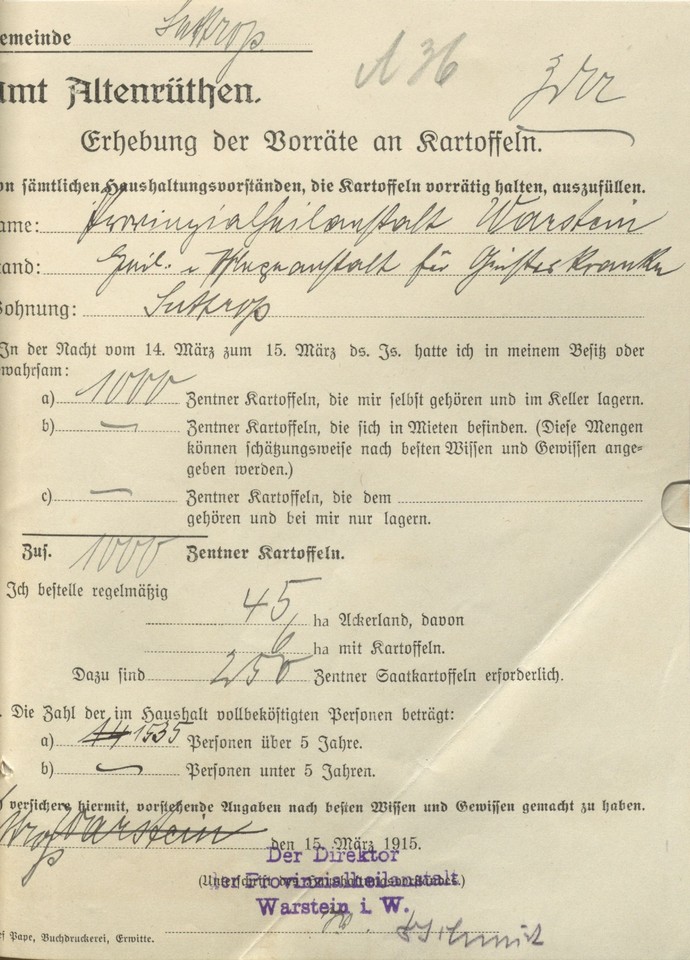 emeinde Suttrop
A 36
Amt Altenrüthen.
Erhebung der Vorräte an Kartoffeln.
on sämtlichen Haushaltungsvorständen, die Kartoffeln vorrätig halten, auszufüllen.
ame: Provinzialheilanstalt Warstein
tand: Heil- u Pflegeanstalt für Geisteskranke
ohnung: Suttrop
In der Nacht vom 14. März zum 15. März ds. Js. hatte ich in meinem Besitz oder
wahrsam:
a) 1000 Zentner Kartoffeln, die mir selbst gehören und im Keller lagern.
b) — Zentner Kartoffeln, die sich in Mieten befinden. (Diese Mengen
können schätzungsweise nach besten Wissen und Gewissen ange-
geben werden.)
c) — Zentner Kartoffeln, die dem
gehören und bei mir nur lagern.
Zus. 1000 Zentner Kartoffeln.
Ich bestelle regelmäßig
45, ha Ackerland, davon
6 ha mit Kartoffeln.
Dazu sind 250 Zentner Saatkartoffeln erforderlich.
. Die Zahl der im Haushalt vollbeköstigten Personen beträgt:
a) 1535 Personen über 5 Jahre.
b) — Personen unter 5 Jahren.
versichere hiermit, vorstehende Angaben nach besten Wissen und Gewissen gemacht zu haben.
Warstein den 15. März 1915.
Der Direktor
der Provinzialheilanstalt
Warstein i. W.
Schmidt
Pape, Buchdruckerei, Erwitte.